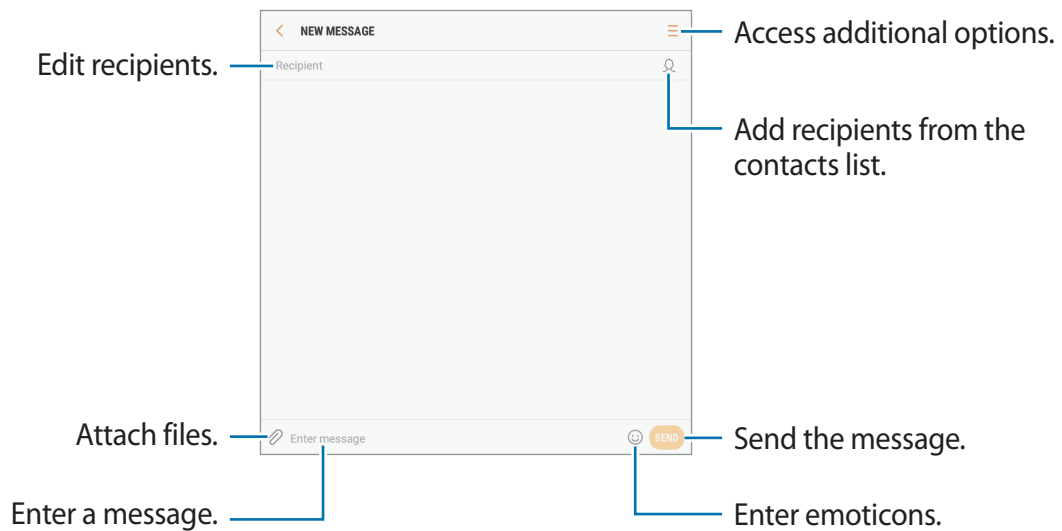 NEW MESSAGE
Access additional options.
Edit recipients.
Recipient
Add recipients from the
contacts list.
Attach files.
Enter message
SEND
Send the message.
Enter a message.
Enter emoticons.